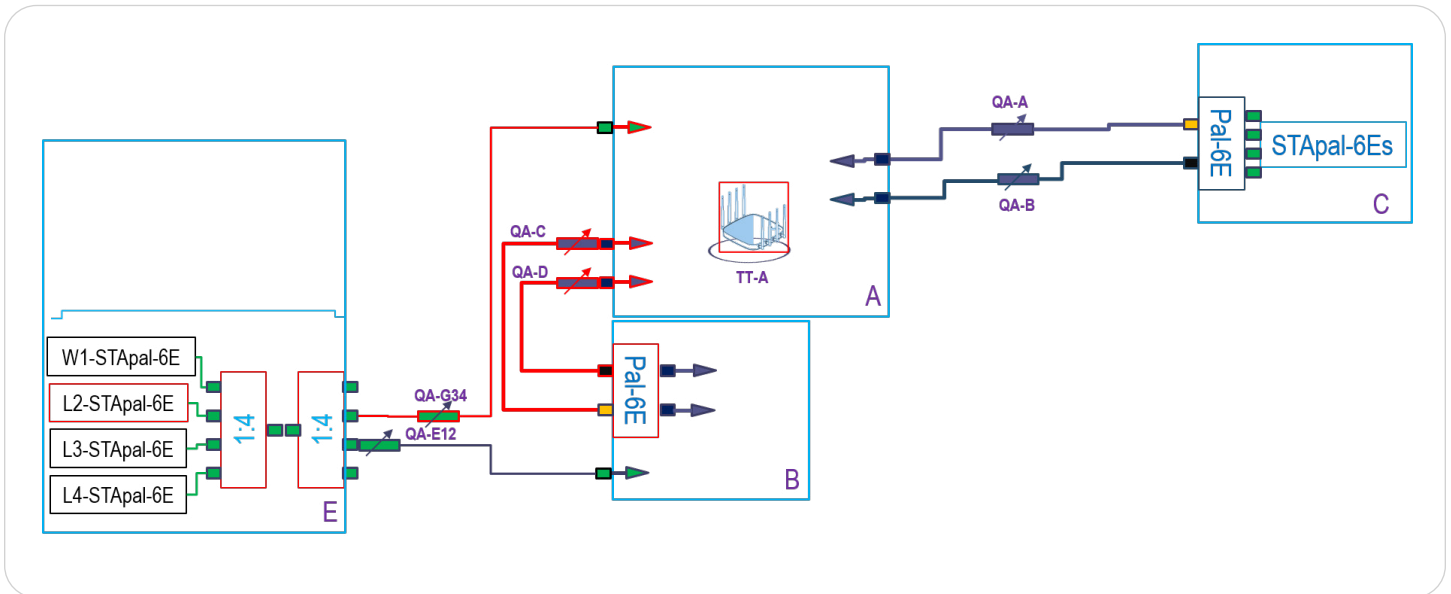 QA-A
Pal-6E
STApal-6Es
QA-B
C
QA-C
QA-D
TT-A
A
W1-STApal-6E
L2-STApal-6E
L3-STApal-6E
L4-STApal-6E
1:4
1:4
E
QA-G34
QA-E12
Pal-6E
B